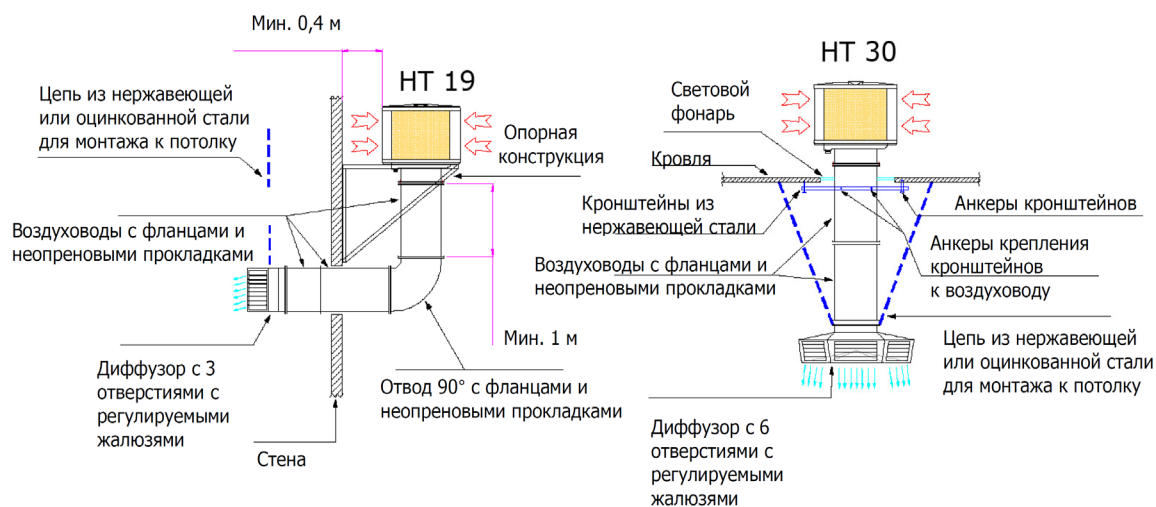 Мин. 0,4 м
НТ 19
Цепь из нержавеющей
или оцинкованной стали
для монтажа к потолку
Опорная
конструкция
Воздуховоды с фланцами и
неопреновыми прокладками
Мин. 1 м
Диффузор с 3
отверстиями с
регулируемыми
жалюзями
Отвод 90° с фланцами и
неопреновыми прокладками
Стена
НТ 30
Световой
фонарь
Кровля
Кронштейны из
нержавеющей стали
Анкеры кронштейнов
Воздуховоды с фланцами и
неопреновыми прокладками
Анкеры крепления
кронштейнов
к воздуховоду
Цепь из нержавеющей
или оцинкованной стали
для монтажа к потолку
Диффузор с 6
отверстиями с
регулируемыми
жалюзями